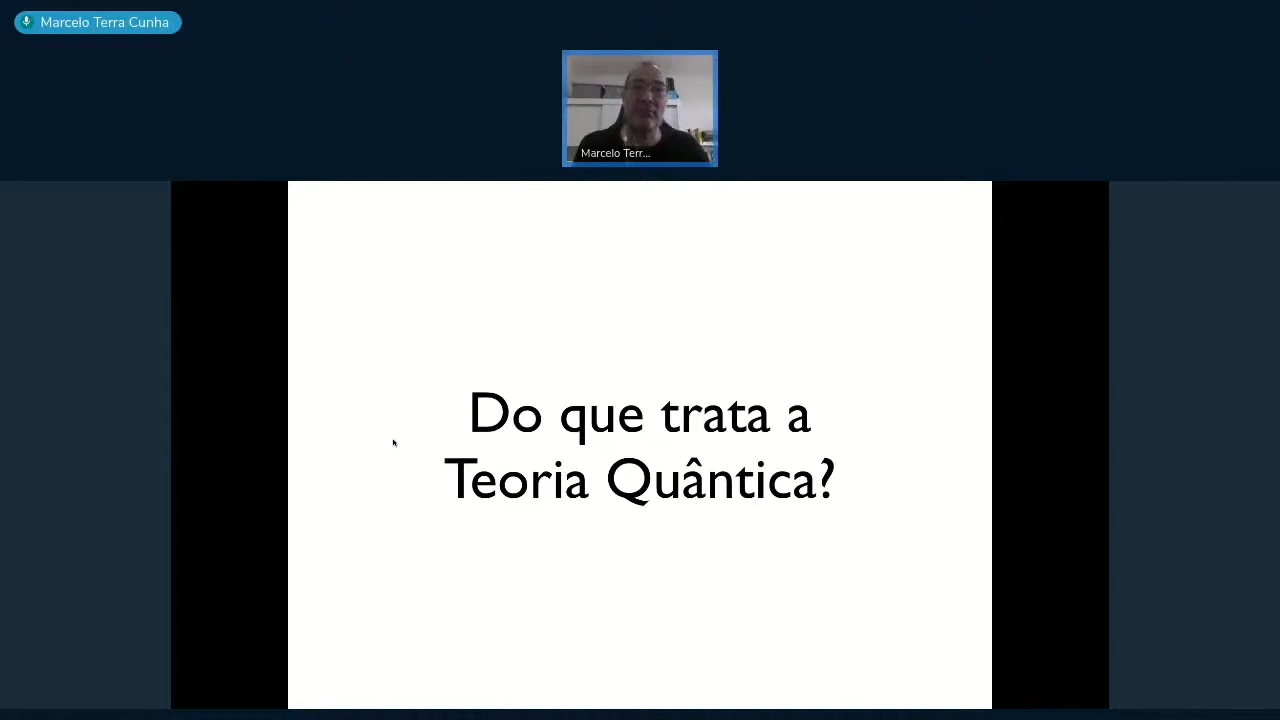 Marcelo Terra Cunha
Marcelo Terr...
Do que trata a
Teoria Quântica?